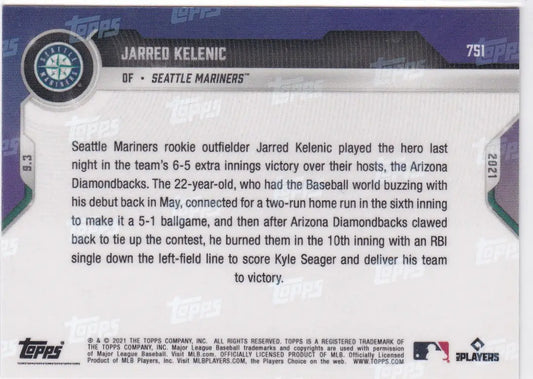 JARRED KELENIC
751
OF • SEATTLE MARINERS™
SEATTLE
MARINERS
9.3
2021
Seattle Mariners rookie outfielder Jarred Kelenic played the hero last
night in the team's 6-5 extra innings victory over their hosts, the Arizona
Diamondbacks. The 22-year-old, who had the Baseball world buzzing with
his debut back in May, connected for a two-run home run in the sixth inning
to make it a 5-1 ballgame, and then after Arizona Diamondbacks clawed
back to tie up the contest, he burned them in the 10th inning with an RBI
single down the left-field line to score Kyle Seager and deliver his team
to victory.
Topps
® & © 2021 THE TOPPS COMPANY, INC. ALL RIGHTS RESERVED. TOPPS IS A REGISTERED TRADEMARK OF
THE TOPPS COMPANY, INC. Major League Baseball trademarks and copyrights are used with permission
of Major League Baseball. Visit MLB.com. OFFICIALLY LICENSED PRODUCT OF MLB. Officially Licensed
Product of MLB Players, Inc. Visit MLBPLAYERS.COM, the Players Choice on the web. WWW.TOPPS.COM
PLAYERS